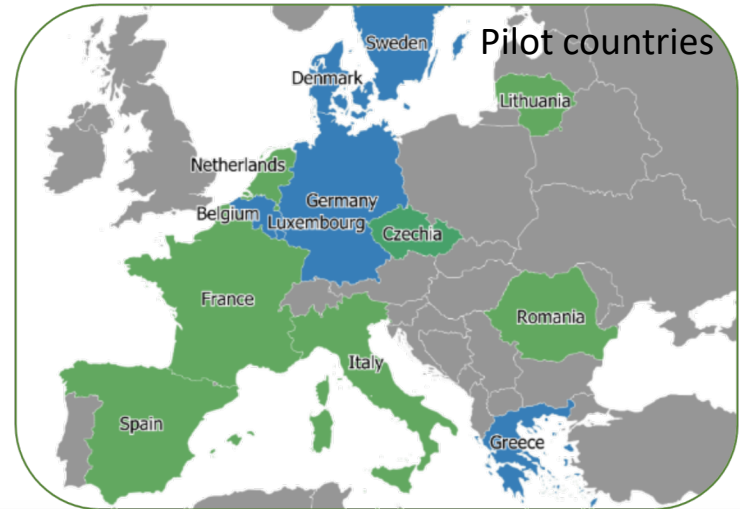 Pilot countries
Sweden
Denmark
Lithuania
Netherlands
Germany
Belgium
Luxembourg
Czechia
France
Romania
Italy
Spain
Greece